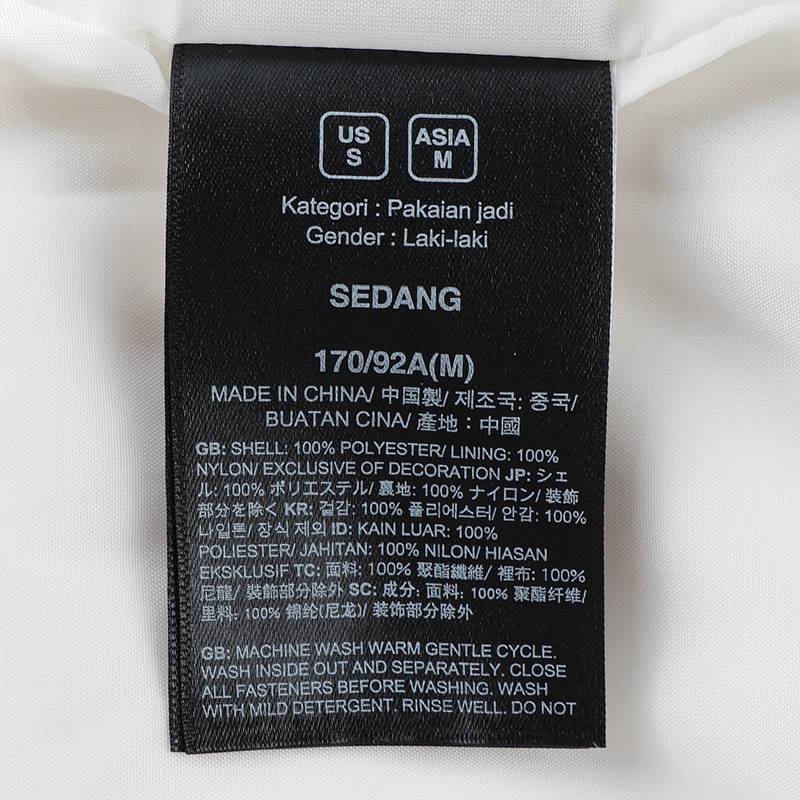 US
S
ASIA
M
Kategori : Pakaian jadi
Gender : Laki-laki
SEDANG
170/92A(M)
MADE IN CHINA/ 中国製/ 제조국: 중국/
BUATAN CINA/ 產地：中國
GB: SHELL: 100% POLYESTER/ LINING: 100%
NYLON/ EXCLUSIVE OF DECORATION JP: シェ
ル: 100% ポリエステル/ 裏地: 100% ナイロン/ 装飾
部分を除く KR: 겉감: 100% 폴리에스터/ 안감: 100%
나일론/ 장식 제외 ID: KAIN LUAR: 100%
POLIESTER/ JAHITAN: 100% NILON/ HIASAN
EKSKLUSIF TC: 面料: 100% 聚酯纖維/ 裡布: 100%
尼龍/ 裝飾部分除外 SC: 成分: 面料: 100% 聚酯纤维/
里料: 100% 锦纶(尼龙)/ 装饰部分除外
GB: MACHINE WASH WARM GENTLE CYCLE.
WASH INSIDE OUT AND SEPARATELY. CLOSE
ALL FASTENERS BEFORE WASHING. WASH
WITH MILD DETERGENT. RINSE WELL. DO NOT